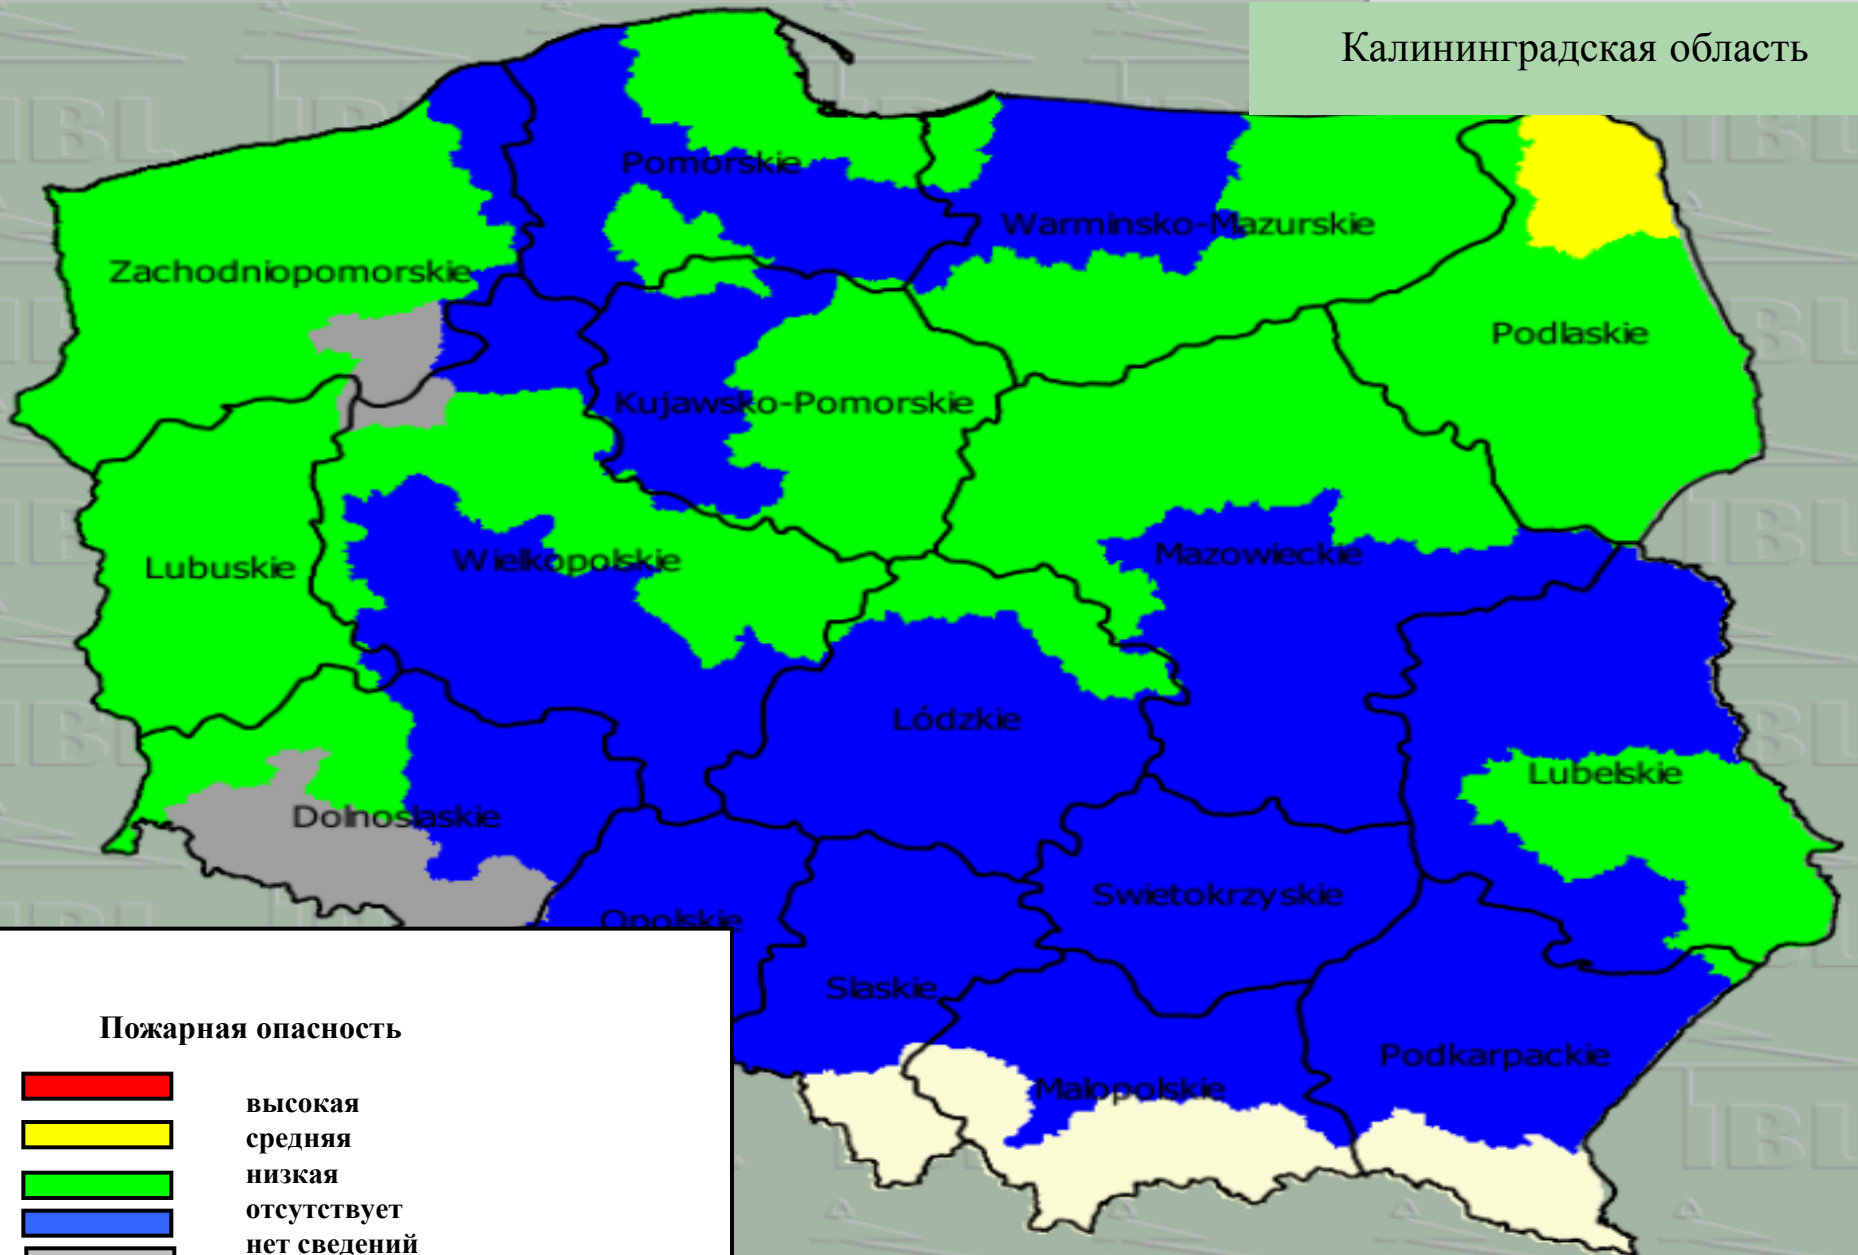 Калининградская область
Pomorskie
Warminsko-Mazurskie
Zachodniopomorskie
Podlaskie
Kujawsko-Pomorskie
Mazowieckie
Lubuskie
Wielkopolskie
Lódzkie
Lubelskie
Dolnoslaskie
Swietokrzyskie
Opolskie
Slaskie
Podkarpackie
Malopolskie
Пожарная опасность
высокая
средняя
низкая
отсутствует
нет сведений
IBL